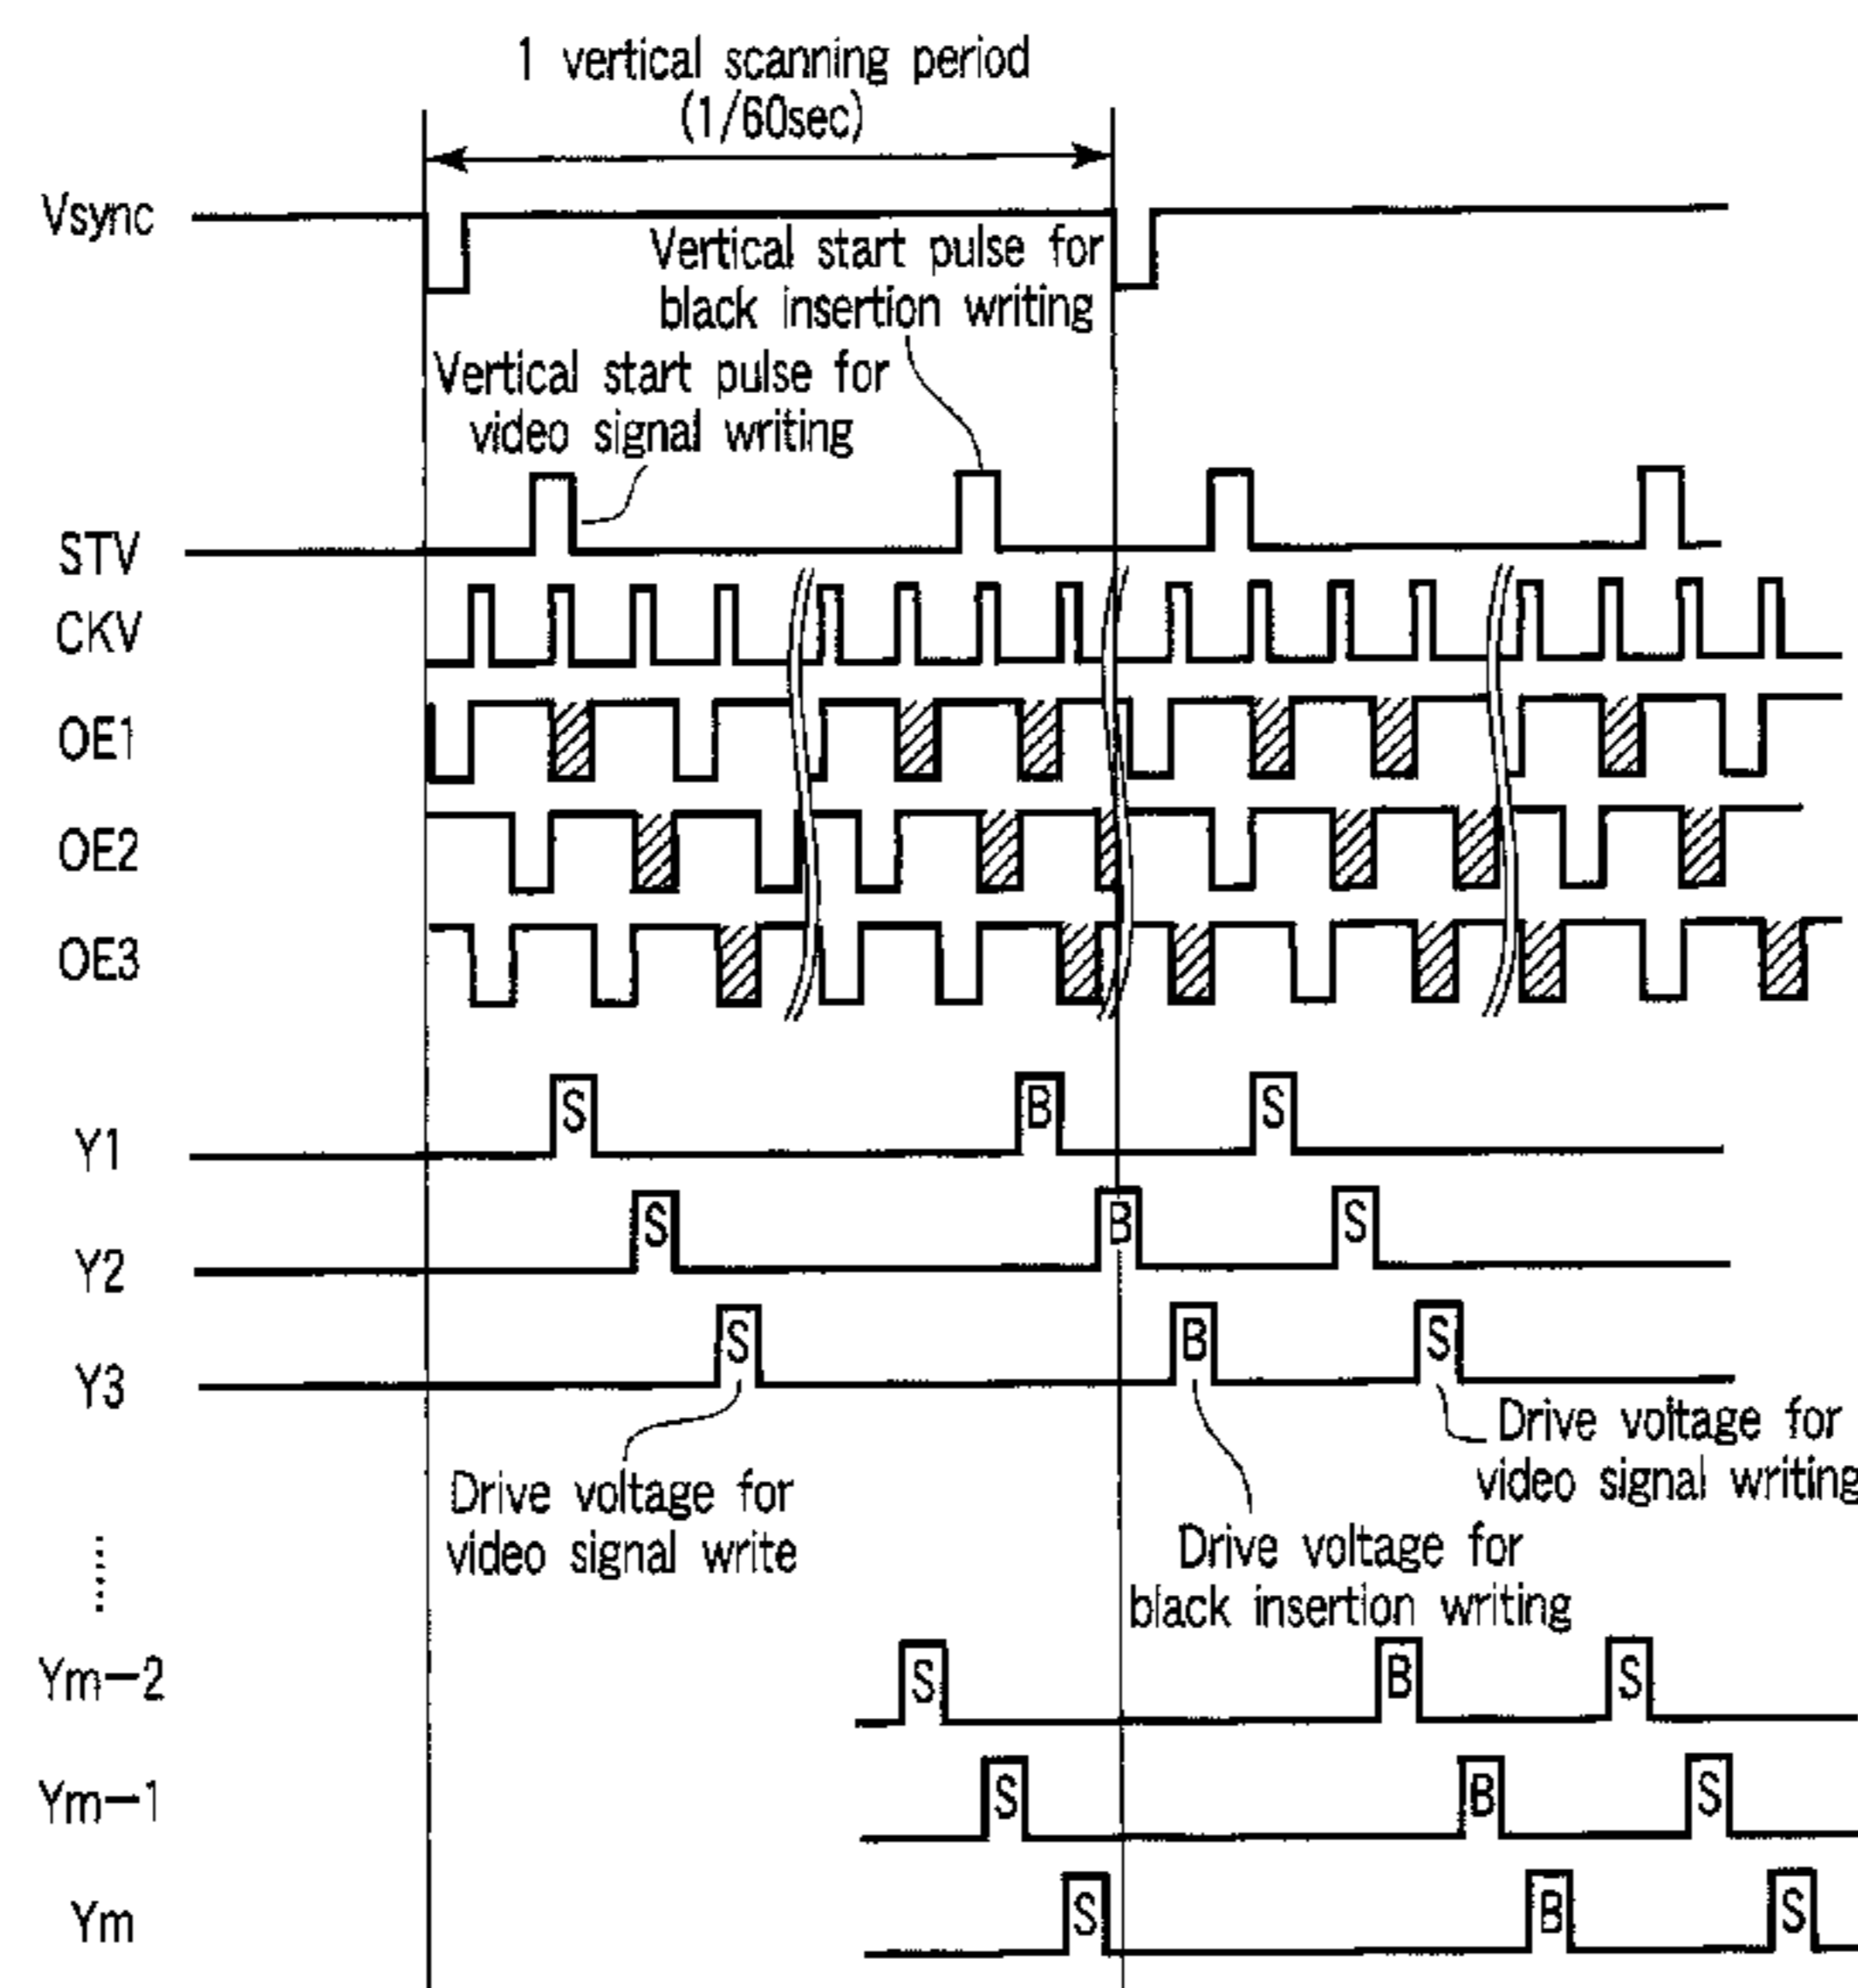 1 vertical scanning period
(1/60sec)
Vsync
Vertical start pulse for
black insertion writing
Vertical start pulse for
video signal writing
STV
CKV
OE1
OE2
OE3
Y1
S
B
S
Y2
S
B
S
Y3
S
B
S
Drive voltage for
video signal writing
Drive voltage for
video signal write
Drive voltage for
black insertion writing
Ym-2
S
B
S
Ym-1
S
B
S
Ym
S
B
S